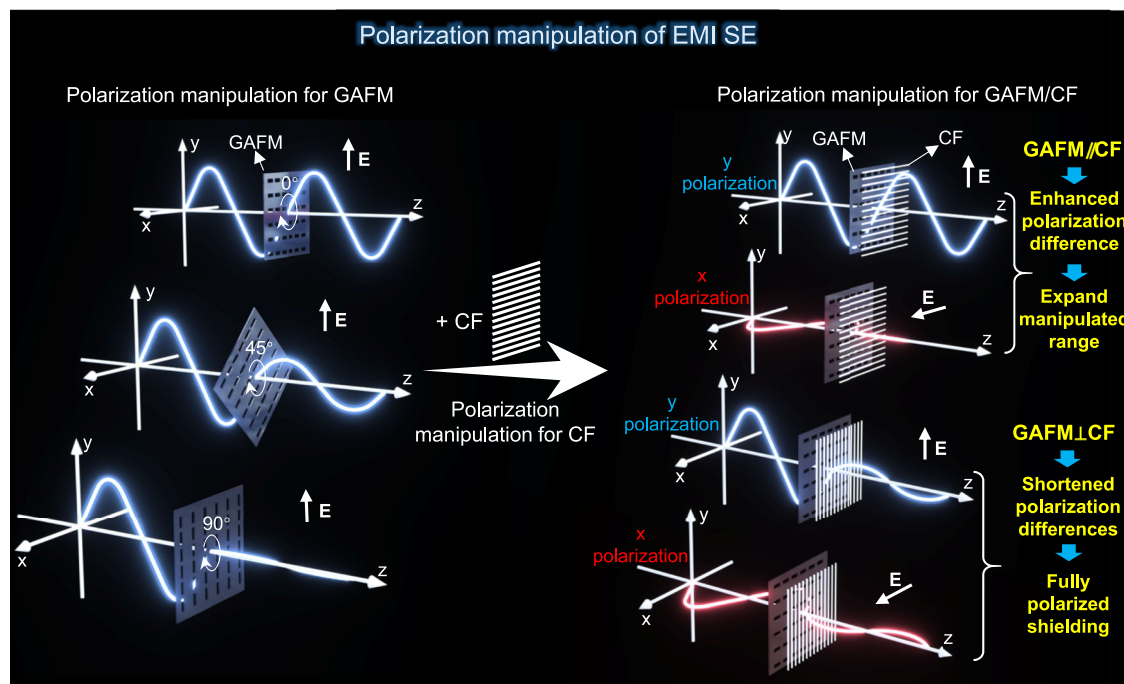 Polarization manipulation of EMI SE
Polarization manipulation for GAFM
y
GAFM
E
0°
x
z
y
E
45°
x
z
y
E
90°
x
z
+ CF
Polarization
manipulation for CF
Polarization manipulation for GAFM/CF
y
GAFM
CF
E
y
polarization
x
z
y
x
polarization
E
x
z
y
y
polarization
E
x
z
y
x
polarization
E
x
z
GAFM//CF
Enhanced
polarization
difference
Expand
manipulated
range
GAFM⊥CF
Shortened
polarization
differences
Fully
polarized
shielding